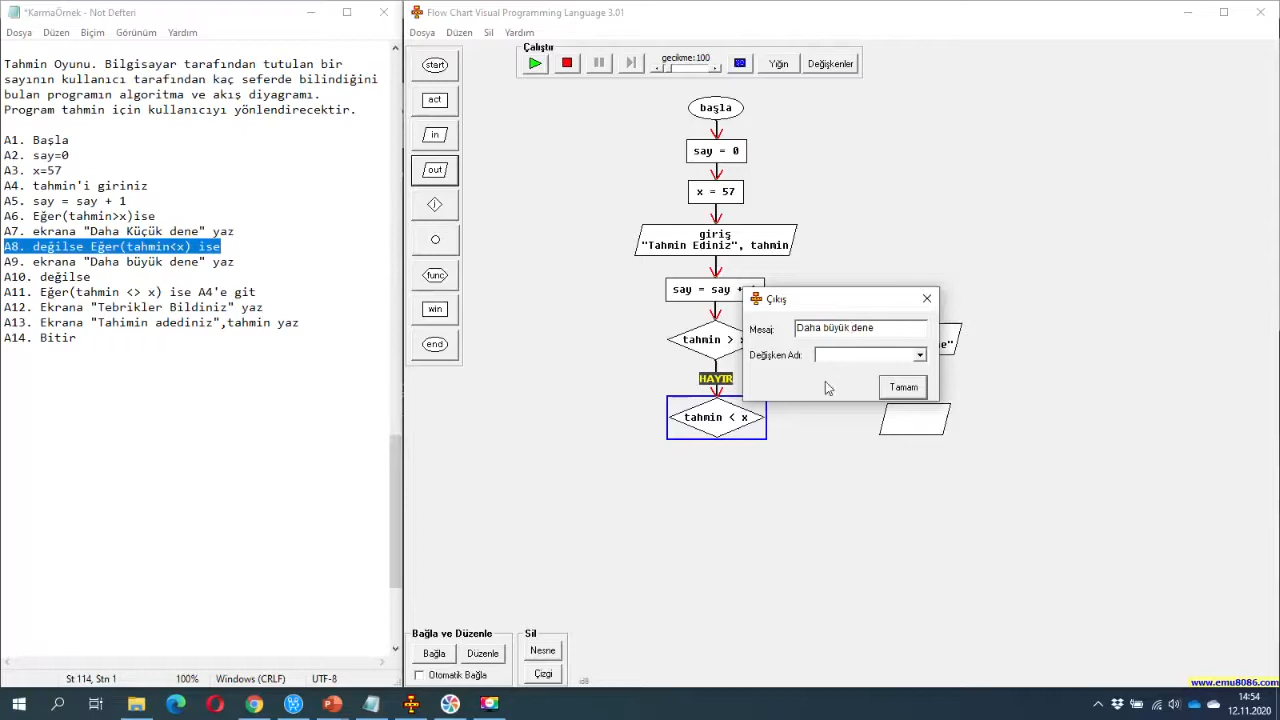 *KarmaÖrnek - Not Defteri
Dosya Düzen Biçim Görünüm Yardım
Tahmin Oyunu. Bilgisayar tarafından tutulan bir
sayının kullanıcı tarafından kaç seferde bilindiğini
bulan programın algoritma ve akış diyagramı.
Program tahmin için kullanıcıyı yönlendirecektir.
A1. Başla
A2. say=0
A3. x=57
A4. tahmin'i giriniz
A5. say = say + 1
A6. Eğer(tahmin>x)ise
A7. ekrana "Daha Küçük dene" yaz
A8. değilse Eğer(tahmin<x) ise
A9. ekrana "Daha büyük dene" yaz
A10. değilse
A11. Eğer(tahmin <> x) ise A4'e git
A12. Ekrana "Tebrikler Bildiniz" yaz
A13. Ekrana "Tahimin adediniz",tahmin yaz
A14. Bitir
St 114, Stn 1 100% Windows (CRLF) UTF-8
Flow Chart Visual Programming Language 3.01
Dosya Düzen Sil Yardım
Çalıştır
gecikme:100
Yığın
Değişkenler
start
act
in
out
func
win
end
başla
say = 0
x = 57
giriş
"Tahmin Ediniz", tahmin
say = say +
tahmin >
HAYIR
tahmin < x
e"
Çıkış
Mesaj: Daha büyük dene
Değişken Adı:
Tamam
Bağla ve Düzenle
Bağla Düzenle
Otomatik Bağla
Sil
Nesne
Çizgi
www.emu8086.com
14:54
12.11.2020